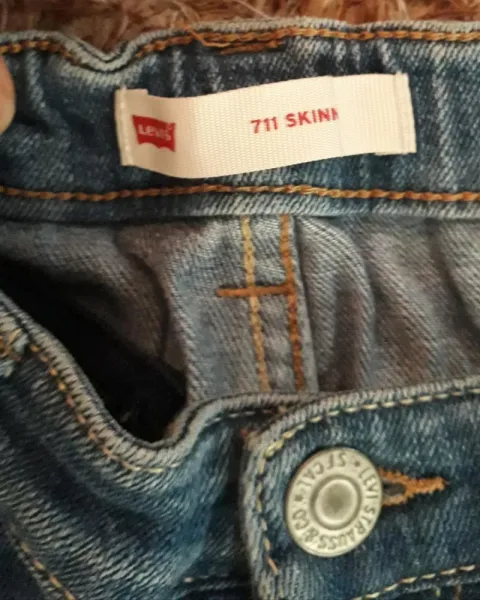 Levi's
711 SKINN
LEVI STRAUSS & CO
S.F. CAL